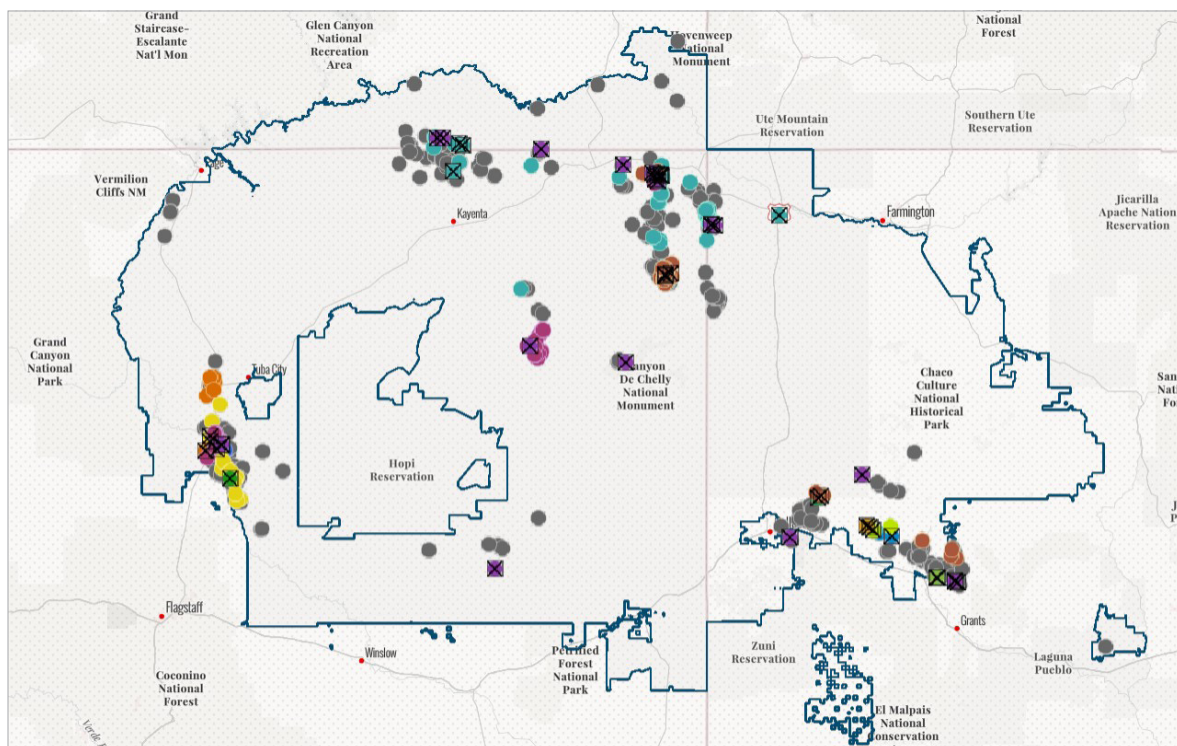 Grand
Staircase-
Escalante
Nat'l Mon
Glen Canyon
National
Recreation
Area
Hovenweep
National
Monument
National
Forest
Ute Mountain
Reservation
Southern Ute
Reservation
Vermilion
Cliffs NM
Page
Kayenta
Farmington
Jicarilla
Apache Nation
Reservation
Grand
Canyon
National
Park
Tuba City
Canyon
De Chelly
National
Monument
Chaco
Culture
National
Historical
Park
Hopi
Reservation
Flagstaff
Winslow
Coconino
National
Forest
Petrified
Forest
National
Park
Zuni
Reservation
Grants
Laguna
Pueblo
El Malpais
National
Conservation